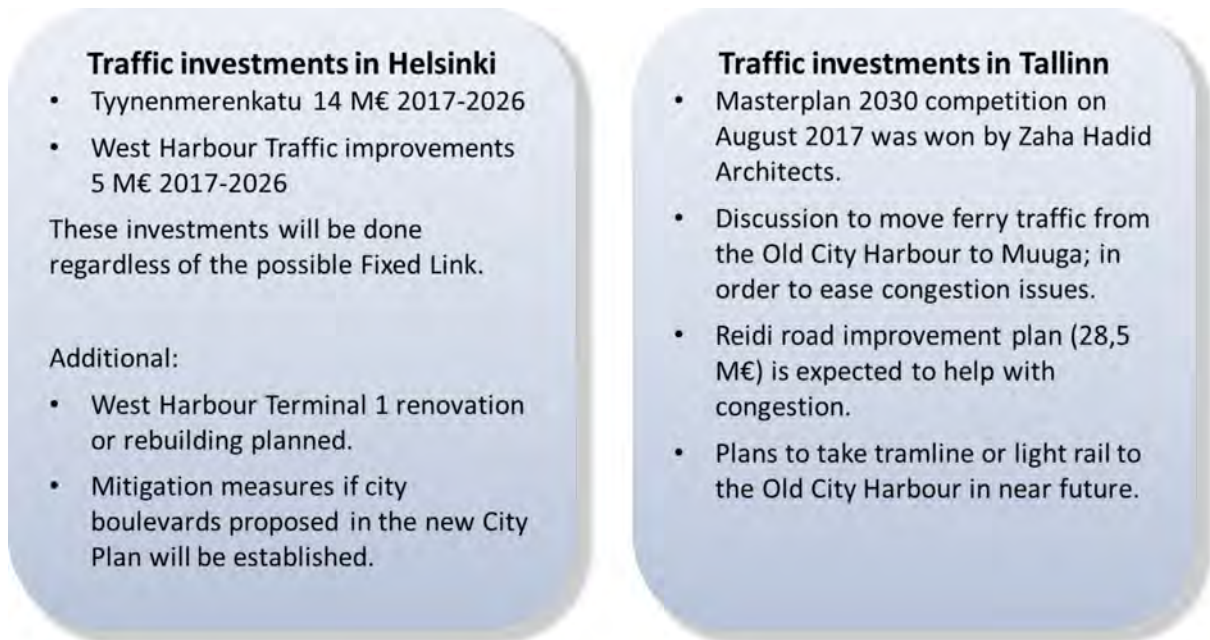 Traffic investments in Helsinki
• Tyynenmerenkatu 14 M€ 2017-2026
• West Harbour Traffic improvements
5 M€ 2017-2026
These investments will be done
regardless of the possible Fixed Link.
Additional:
• West Harbour Terminal 1 renovation
or rebuilding planned.
• Mitigation measures if city
boulevards proposed in the new City
Plan will be established.
Traffic investments in Tallinn
• Masterplan 2030 competition on
August 2017 was won by Zaha Hadid
Architects.
• Discussion to move ferry traffic from
the Old City Harbour to Muuga; in
order to ease congestion issues.
• Reidi road improvement plan (28,5
M€) is expected to help with
congestion.
• Plans to take tramline or light rail to
the Old City Harbour in near future.